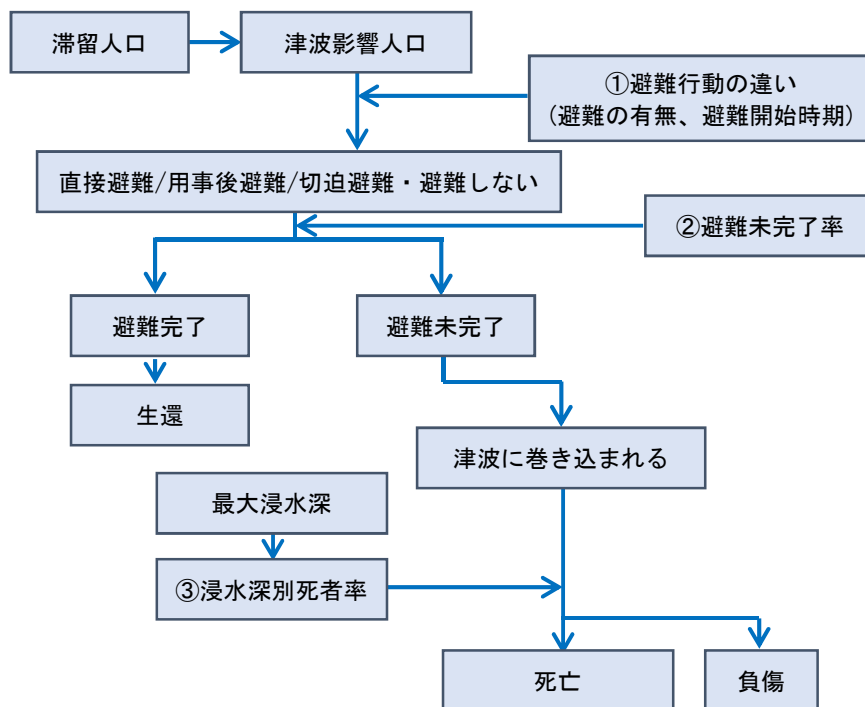 滞留人口
津波影響人口
①避難行動の違い
(避難の有無、避難開始時期)
直接避難/用事後避難/切迫避難・避難しない
②避難未完了率
避難完了
避難未完了
生還
津波に巻き込まれる
最大浸水深
③浸水深別死者率
死亡
負傷